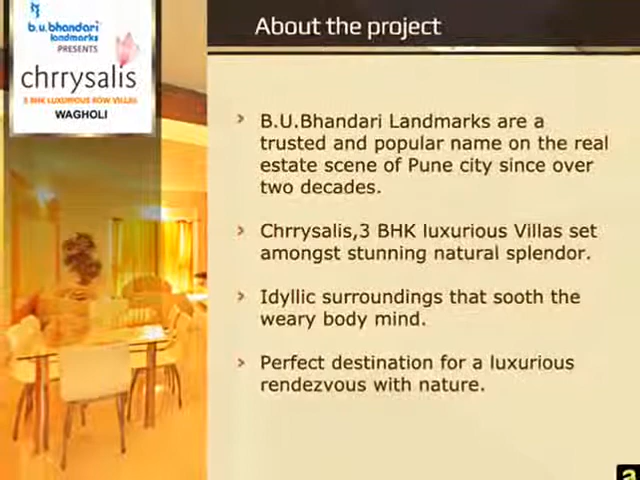 b.u.bhandari
landmarks
PRESENTS
chrrysalis
3 BHK LUXURIOUS ROW VILLAS
WAGHOLI
About the project
› B.U.Bhandari Landmarks are a
trusted and popular name on the real
estate scene of Pune city since over
two decades.
› Chrrysalis,3 BHK luxurious Villas set
amongst stunning natural splendor.
› Idyllic surroundings that sooth the
weary body mind.
› Perfect destination for a luxurious
rendezvous with nature.
a